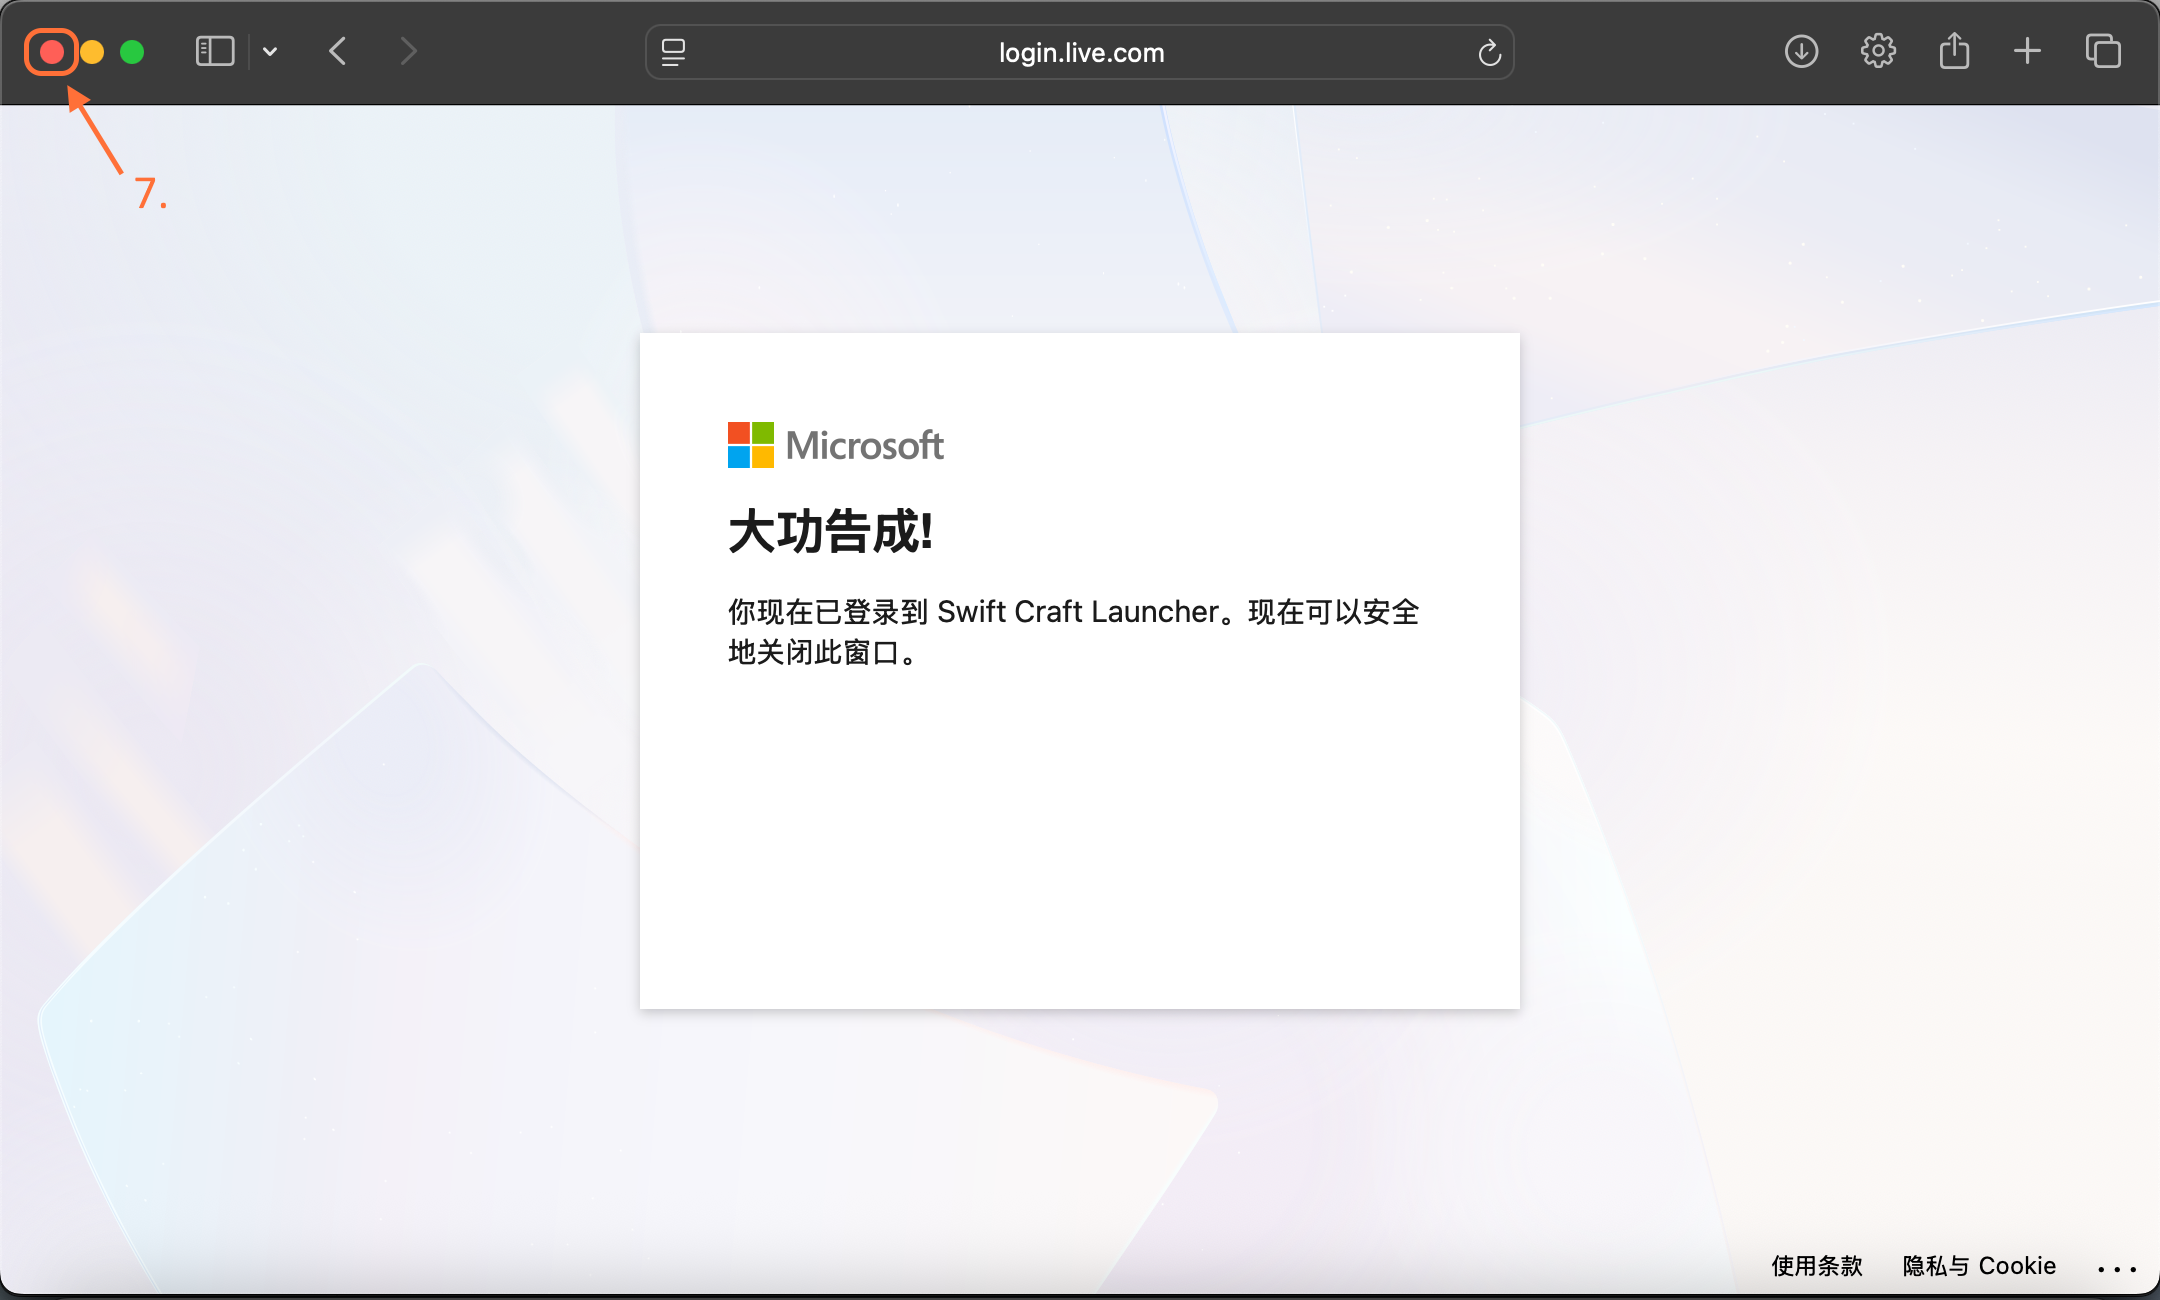 login.live.com
7.
Microsoft
大功告成!
你现在已登录到 Swift Craft Launcher。现在可以安全
地关闭此窗口。
使用条款 隐私与 Cookie ...